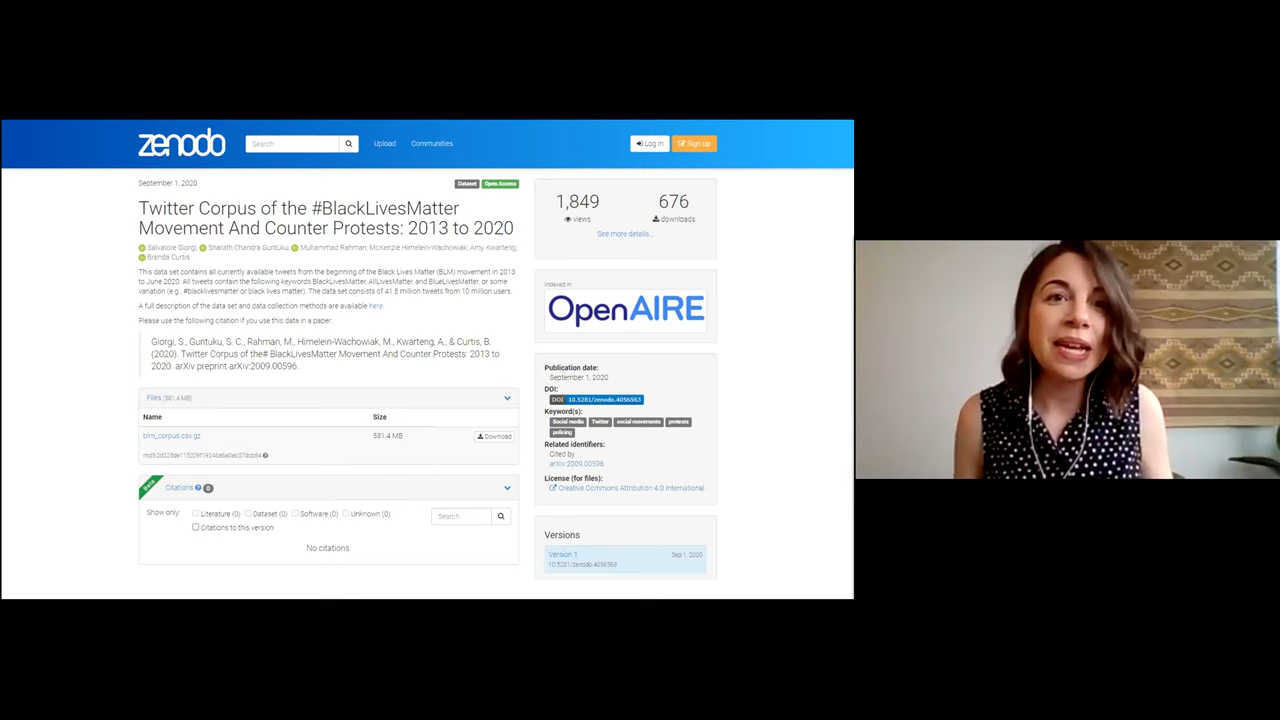 zenodo
Search
Upload
Communities
Log in
Sign up
September 1, 2020
Dataset
Open Access
Twitter Corpus of the #BlackLivesMatter
Movement And Counter Protests: 2013 to 2020
Salvatore Giorgi; Sharath Chandra Guntuku; Muhammad Rahman; McKenzie Himelein-Wachowiak; Amy Kwarteng;
Brenda Curtis
This data set contains all currently available tweets from the beginning of the Black Lives Matter (BLM) movement in 2013
to June 2020. All tweets contain the following keywords BlackLivesMatter, AllLivesMatter, and BlueLivesMatter, or some
variation (e.g., #blacklivesmatter or black lives matter). The data set consists of 41.8 million tweets from 10 million users.
A full description of the data set and data collection methods are available here.
Please use the following citation if you use this data in a paper:
Giorgi, S., Guntuku, S. C., Rahman, M., Himelein-Wachowiak, M., Kwarteng, A., & Curtis, B.
(2020). Twitter Corpus of the# BlackLivesMatter Movement And Counter Protests: 2013 to
2020. arXiv preprint arXiv:2009.00596.
Files (581.4 MB)
Name
Size
blm_corpus.csv.gz
581.4 MB
Download
Beta
Citations
0
Show only:
Literature (0)
Dataset (0)
Software (0)
Unknown (0)
Search
Citations to this version
No citations.
1,849
676
views
downloads
See more details...
Indexed in
OpenAIRE
Publication date:
September 1, 2020
DOI:
DOI 10.5281/zenodo.4056563
Keyword(s):
Social media
Twitter
social movements
protests
policing
Related identifiers:
Cited by
arXiv:2009.00596
License (for files):
Creative Commons Attribution 4.0 International
Versions
Version 1
Sep 1, 2020
10.5281/zenodo.4056563